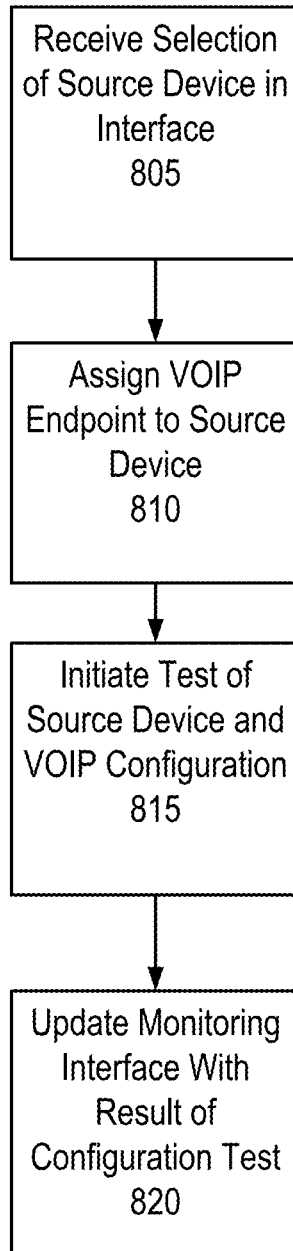 Receive Selection
of Source Device in
Interface
805
Assign VOIP
Endpoint to Source
Device
810
Initiate Test of
Source Device and
VOIP Configuration
815
Update Monitoring
Interface With
Result of
Configuration Test
820